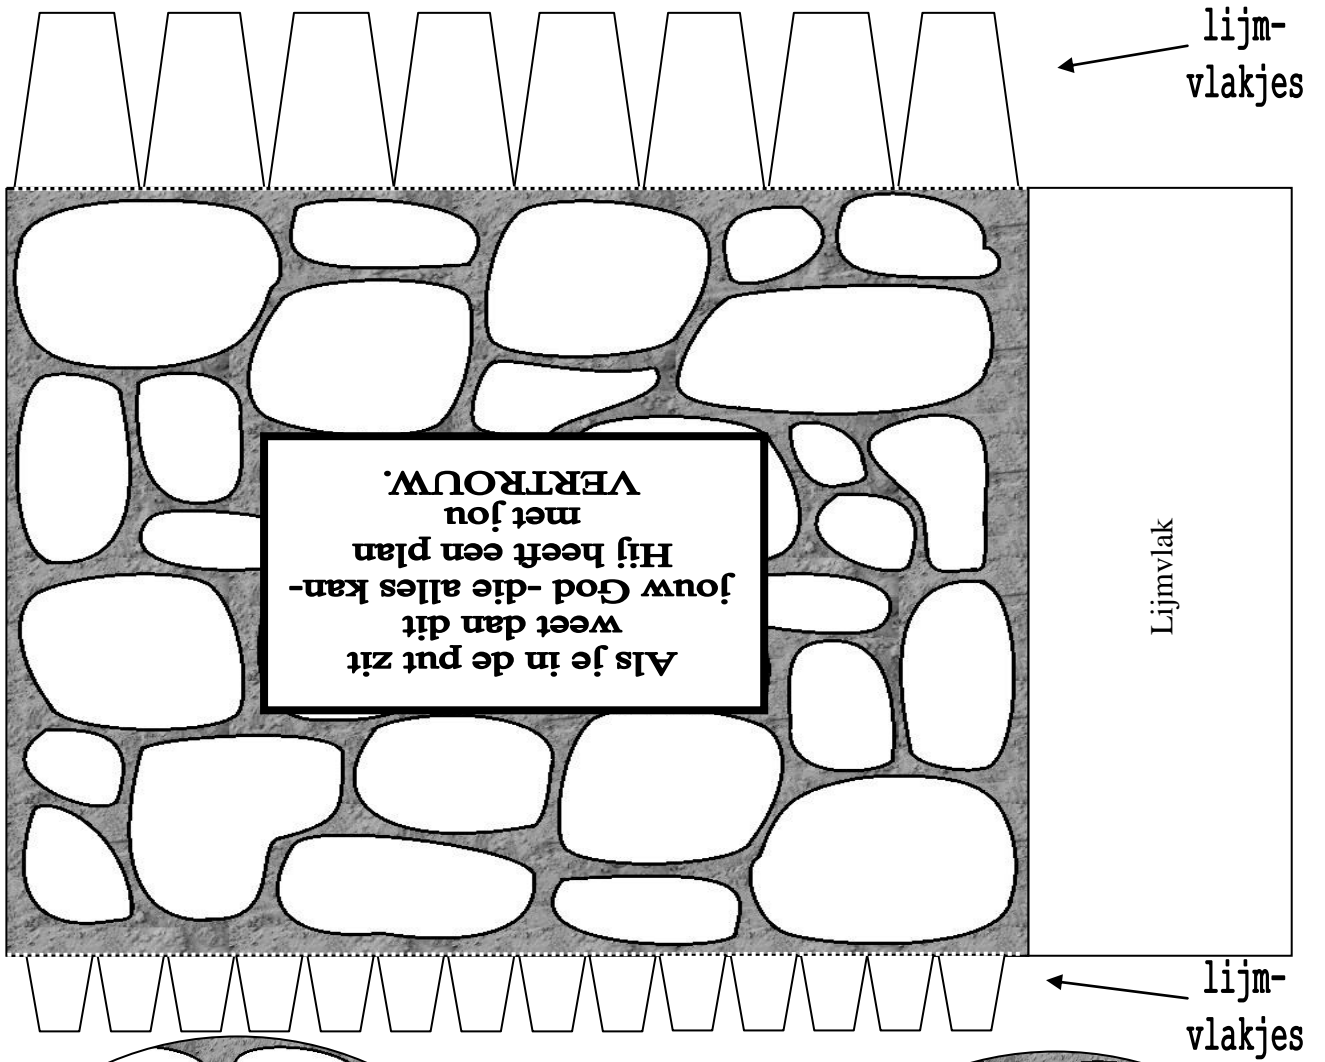 lijm-
vlakjes
Als je in de put zit
weet dan dit
jouw God -die- alles kan-
Hij heeft een plan
met jou
VERTROUW.
Lijmvlak
lijm-
vlakjes